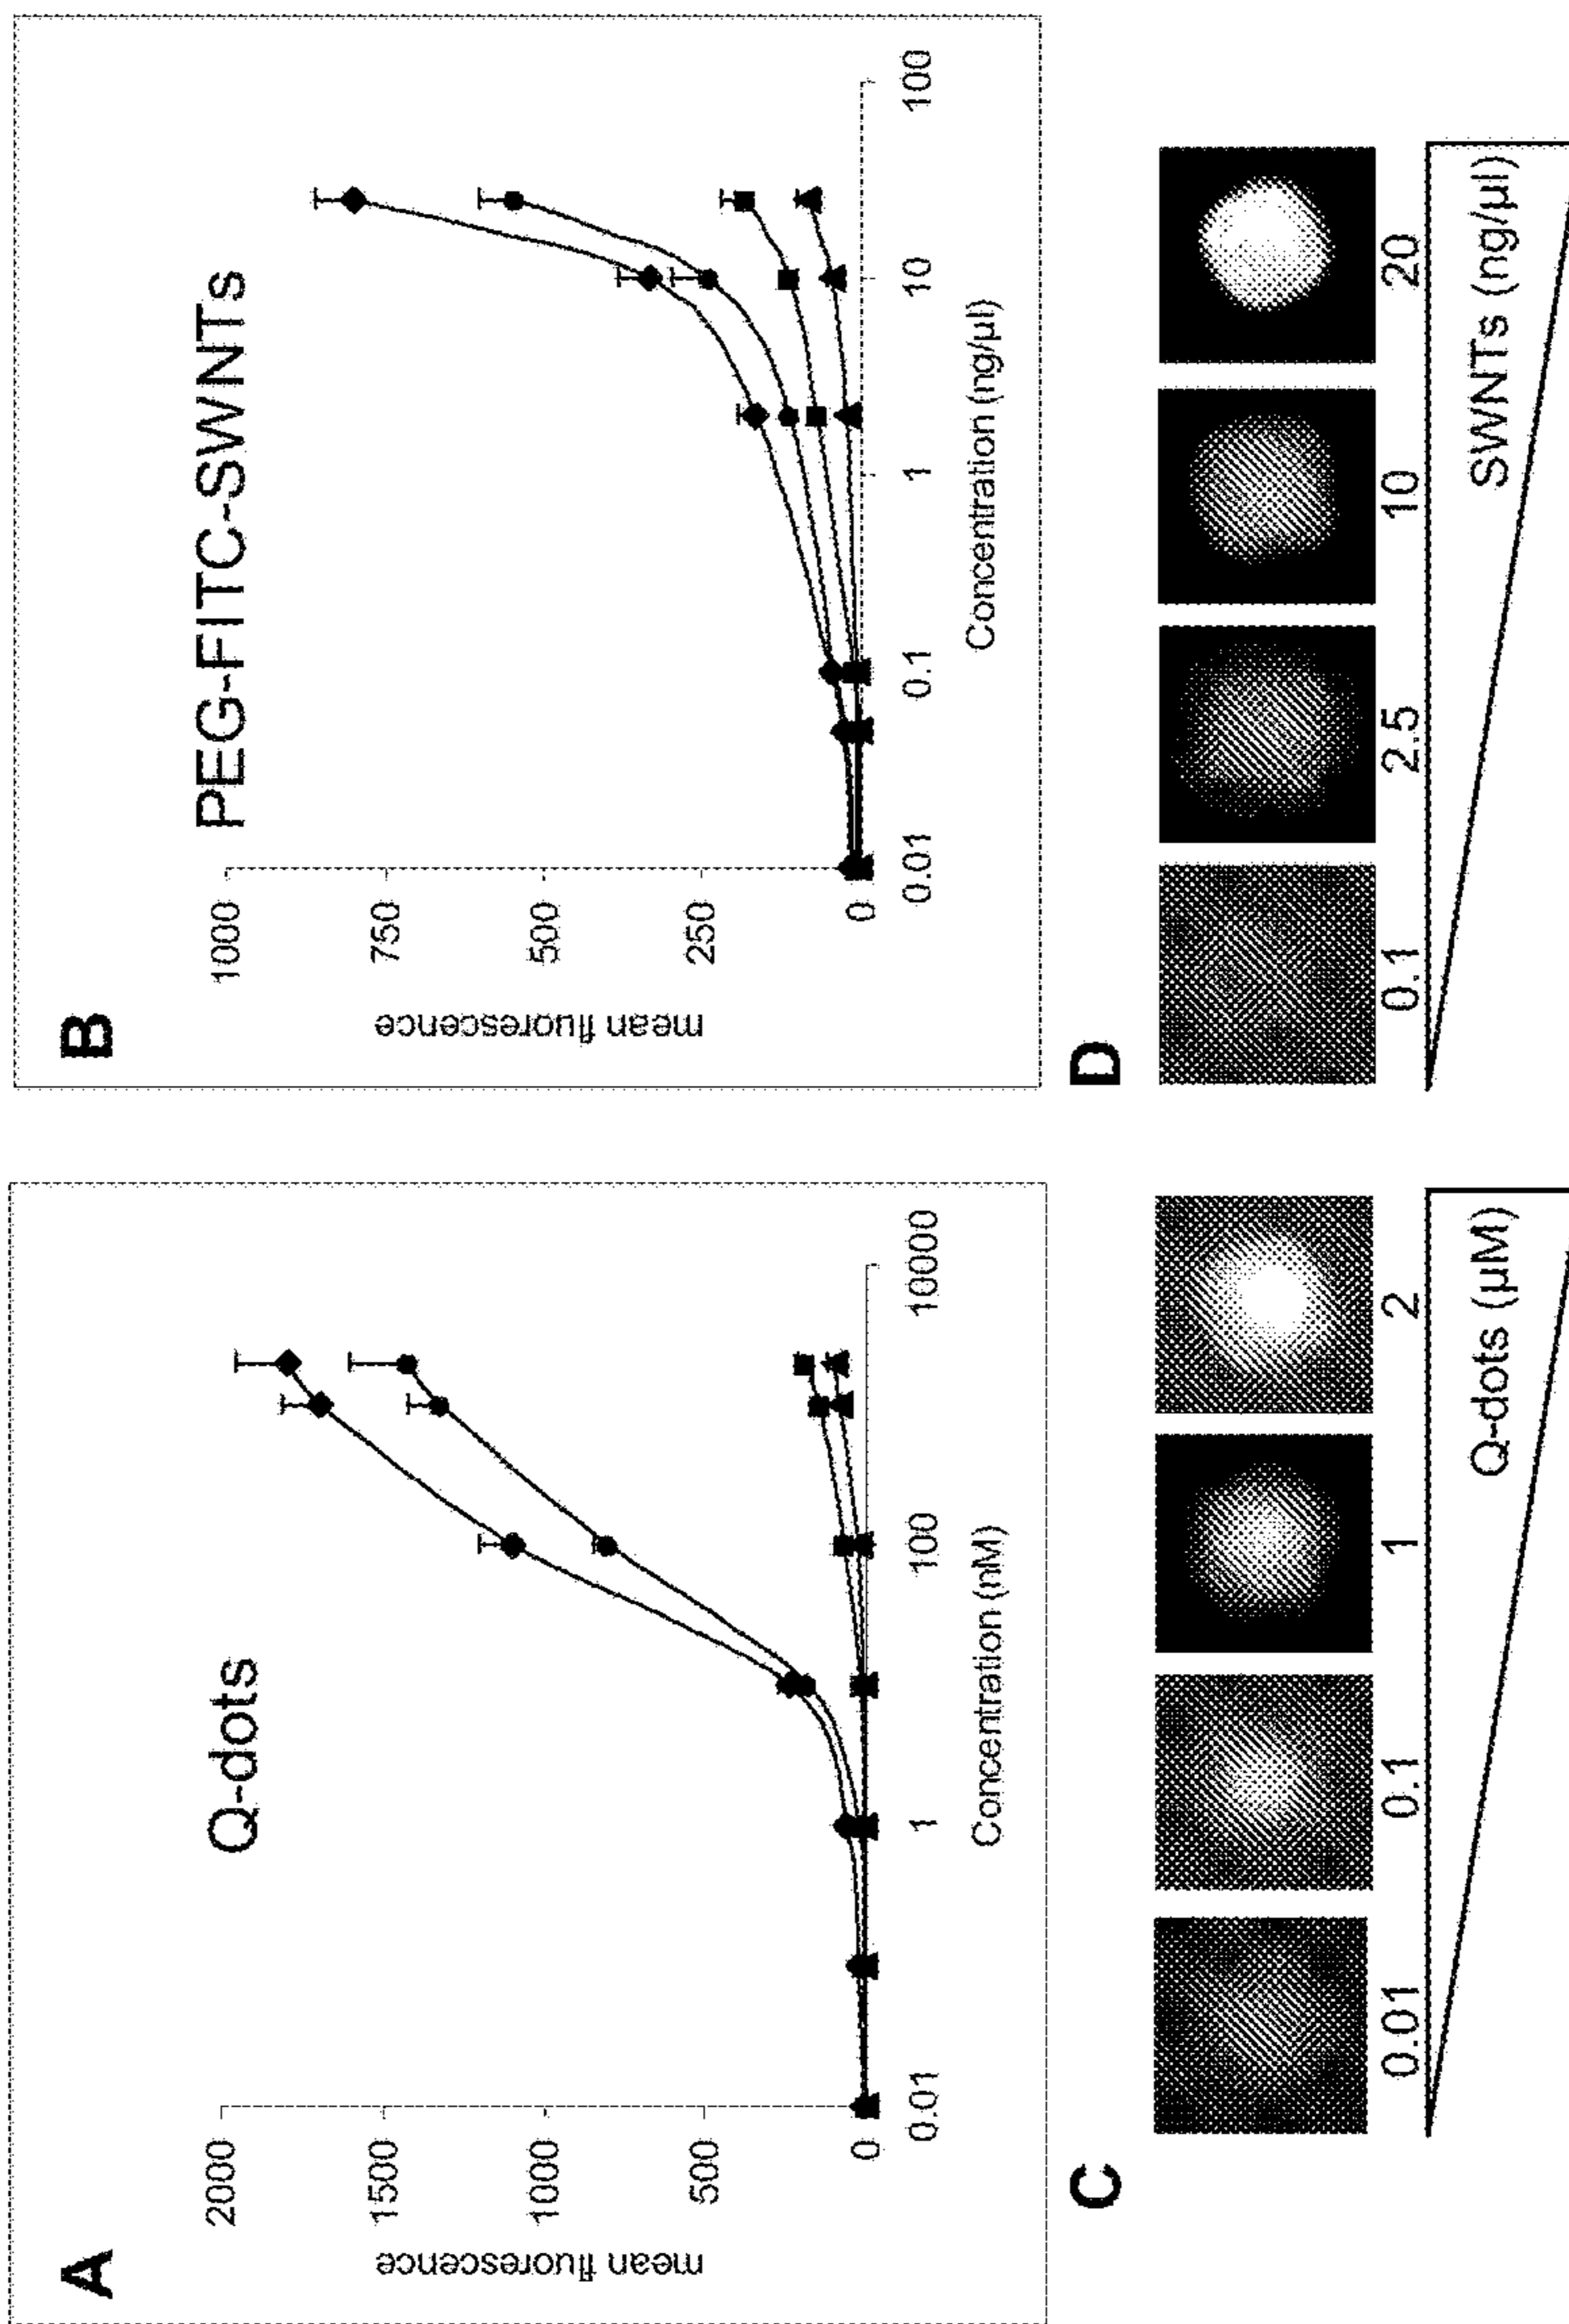 A
Q-dots
mean fluorescence
2000
1500
1000
500
0
0.01
1
100
10000
Concentration (nM)
B
PEG-FITC-SWNTs
mean fluorescence
1000
750
500
250
0
0.01
0.1
1
10
100
Concentration (ng/µl)
C
0.01
0.1
1
2
Q-dots (µM)
D
0.1
2.5
10
20
SWNTs (ng/µl)